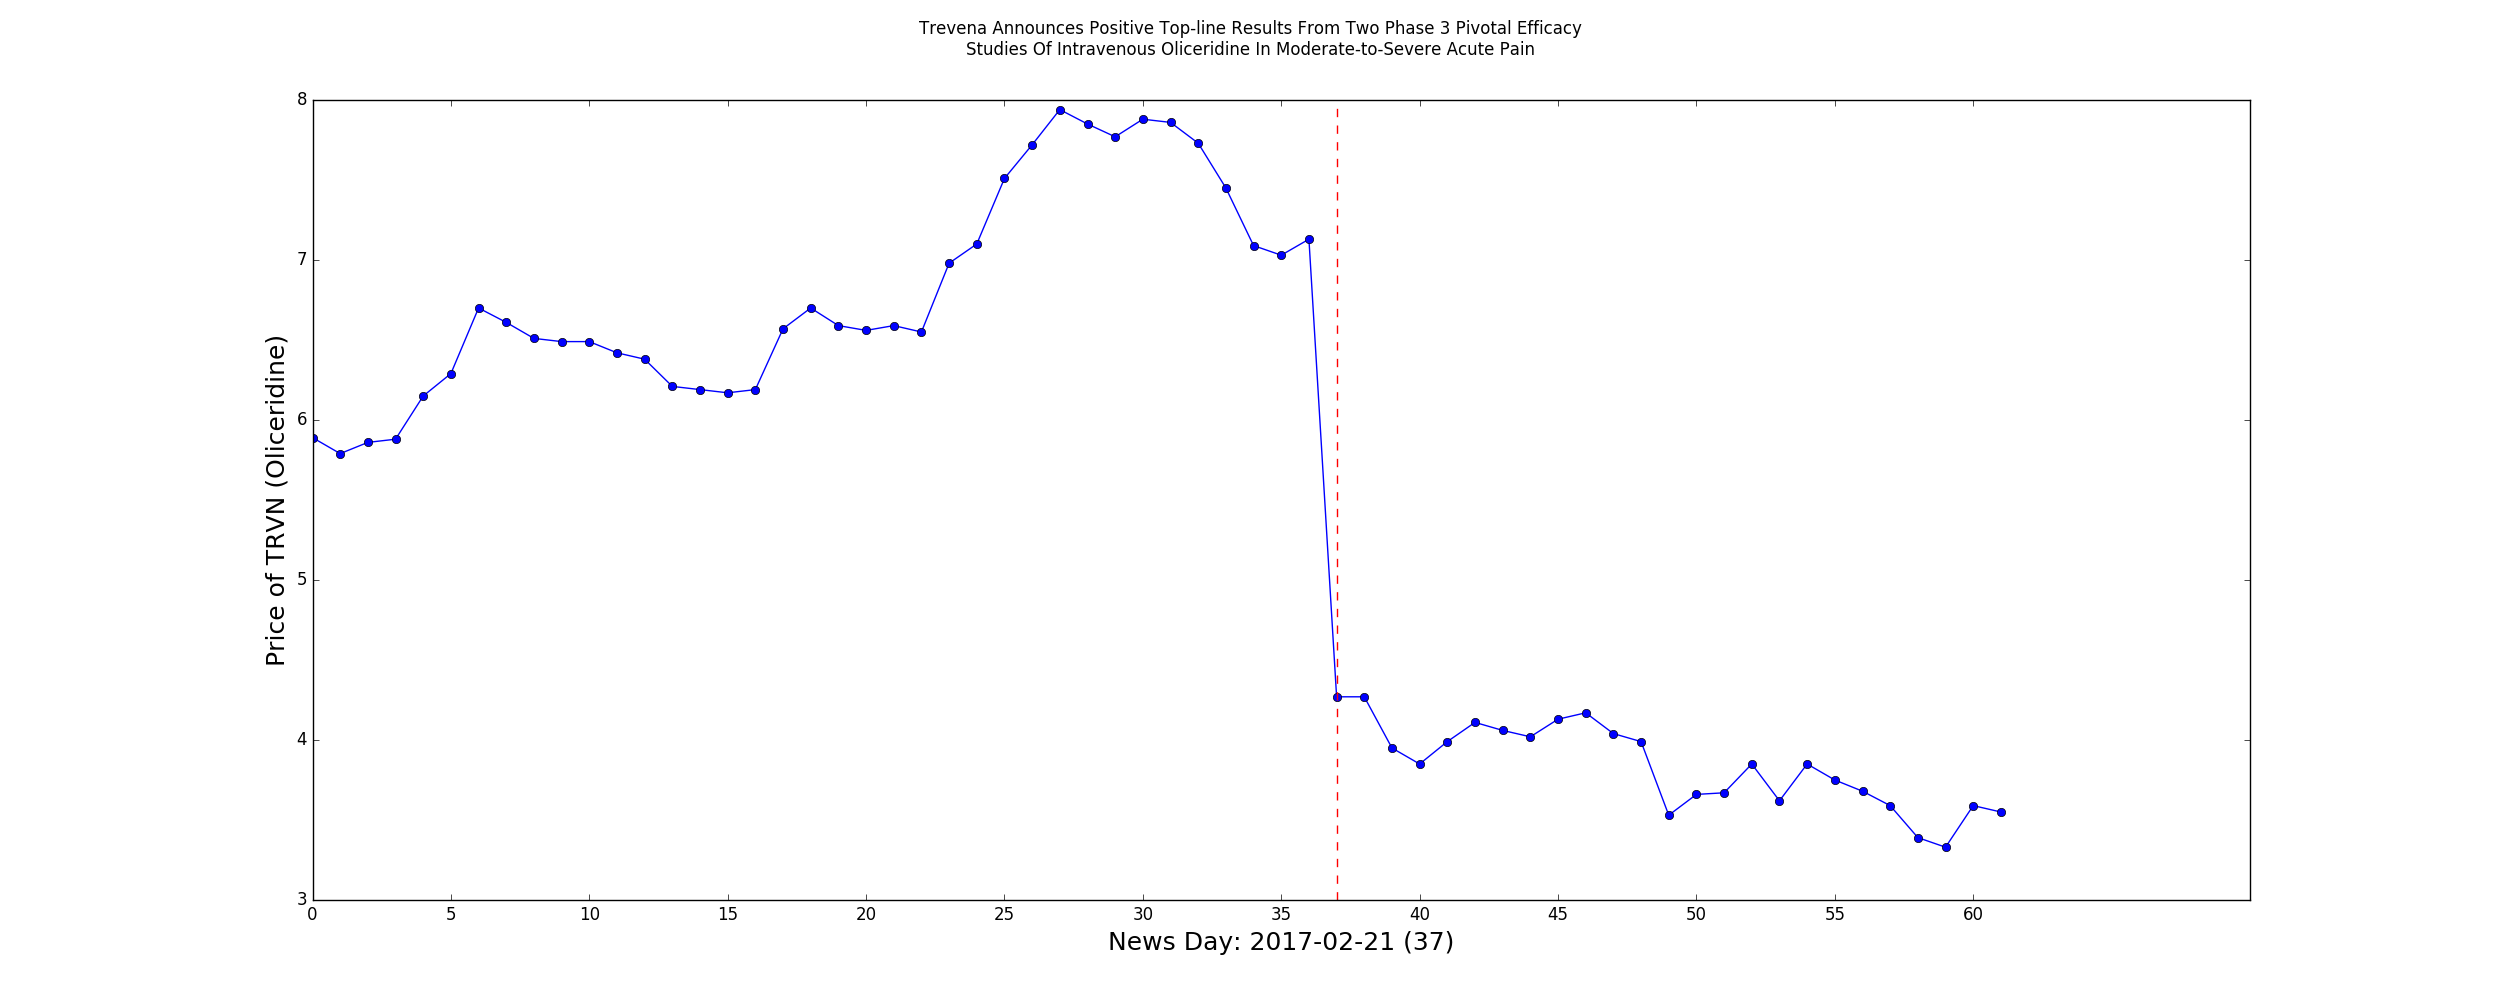 Trevena Announces Positive Top-line Results From Two Phase 3 Pivotal Efficacy
Studies Of Intravenous Oliceridine In Moderate-to-Severe Acute Pain
Price of TRVN (Oliceridine)
8
7
6
5
4
3
0 5 10 15 20 25 30 35 40 45 50 55 60
News Day: 2017-02-21 (37)